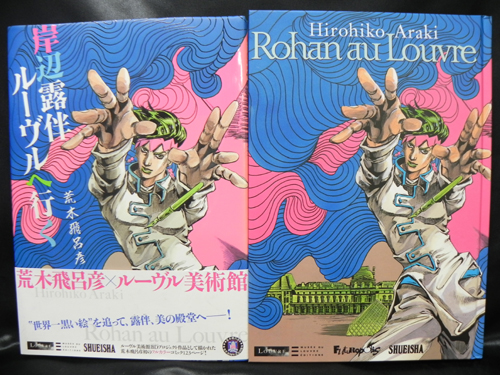 岸辺露伴
ルーヴルへ行く
荒木飛呂彦
荒木飛呂彦×ルーヴル美術館
Hirohiko Araki
"世界一黒い絵"を追って、露伴、美の殿堂へ――!
Rohan au Louvre
SHUEISHA
Hirohiko Araki
Rohan au Louvre
SHUEISHA